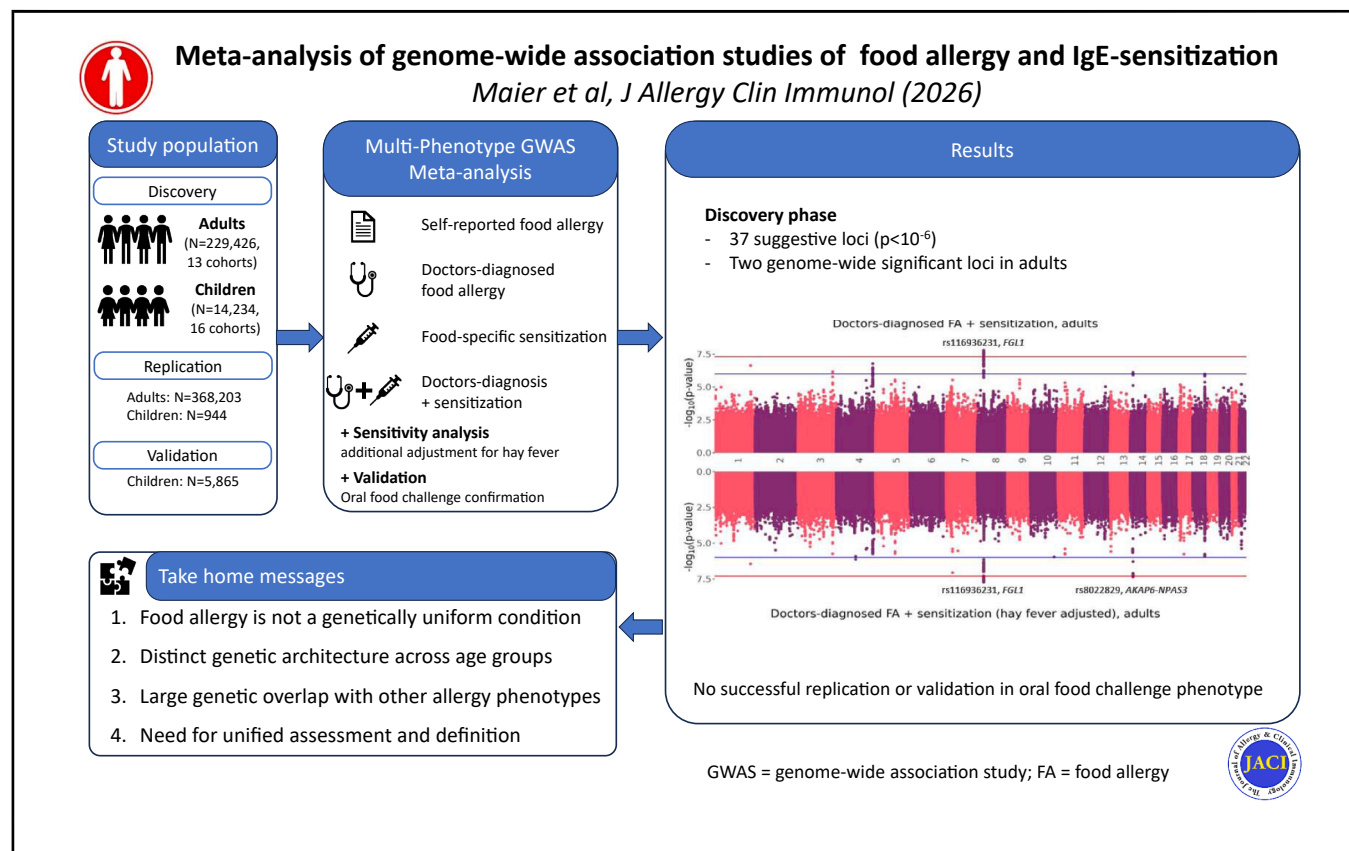 Meta-analysis of genome-wide association studies of food allergy and IgE-sensitization
Maier et al, J Allergy Clin Immunol (2026)
Study population
Discovery
Adults
(N=229,426,
13 cohorts)
Children
(N=14,234,
16 cohorts)
Replication
Adults: N=368,203
Children: N=944
Validation
Children: N=5,865
Multi-Phenotype GWAS
Meta-analysis
Self-reported food allergy
Doctors-diagnosed
food allergy
Food-specific sensitization
Doctors-diagnosis
+ sensitization
+ Sensitivity analysis
additional adjustment for hay fever
+ Validation
Oral food challenge confirmation
Results
Discovery phase
- 37 suggestive loci (p<10⁻⁶)
- Two genome-wide significant loci in adults
Doctors-diagnosed FA + sensitization, adults
rs116936231, FGL1
-log₁₀(p-value)
7.5
5.0
2.5
0.0
1 2 3 4 5 6 7 8 9 10 11 12 13 14 15 16 17 18 19 20 21 22
0.0
2.5
5.0
7.5
-log₁₀(p-value)
rs116936231, FGL1
rs8022829, AKAP6-NPAS3
Doctors-diagnosed FA + sensitization (hay fever adjusted), adults
No successful replication or validation in oral food challenge phenotype
Take home messages
1. Food allergy is not a genetically uniform condition
2. Distinct genetic architecture across age groups
3. Large genetic overlap with other allergy phenotypes
4. Need for unified assessment and definition
GWAS = genome-wide association study; FA = food allergy
The Journal of Allergy & Clinical Immunology
JACI